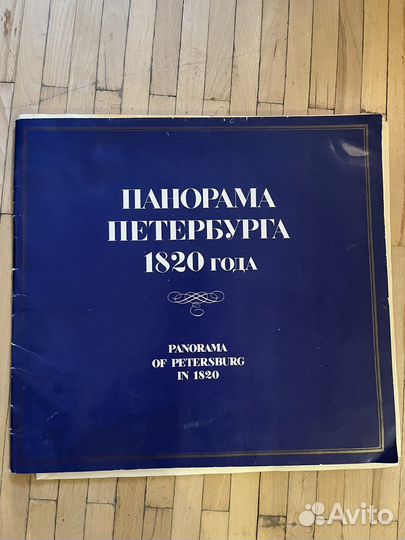 ПАНОРАМА
ПЕТЕРБУРГА
1820 ГОДА
PANORAMA
OF PETERSBURG
IN 1820
Avito